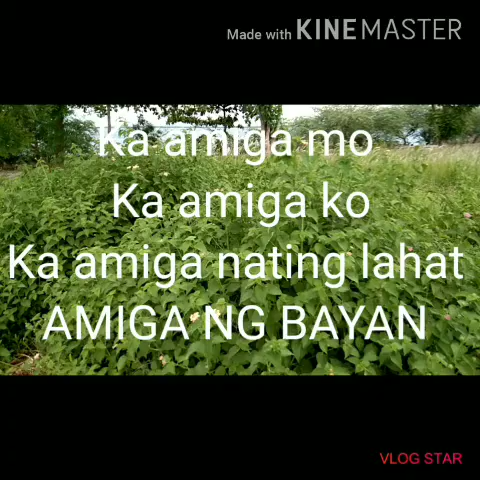 Made with KINEMASTER
Ka amiga mo
Ka amiga ko
Ka amiga nating lahat
AMIGA NG BAYAN
VLOG STAR